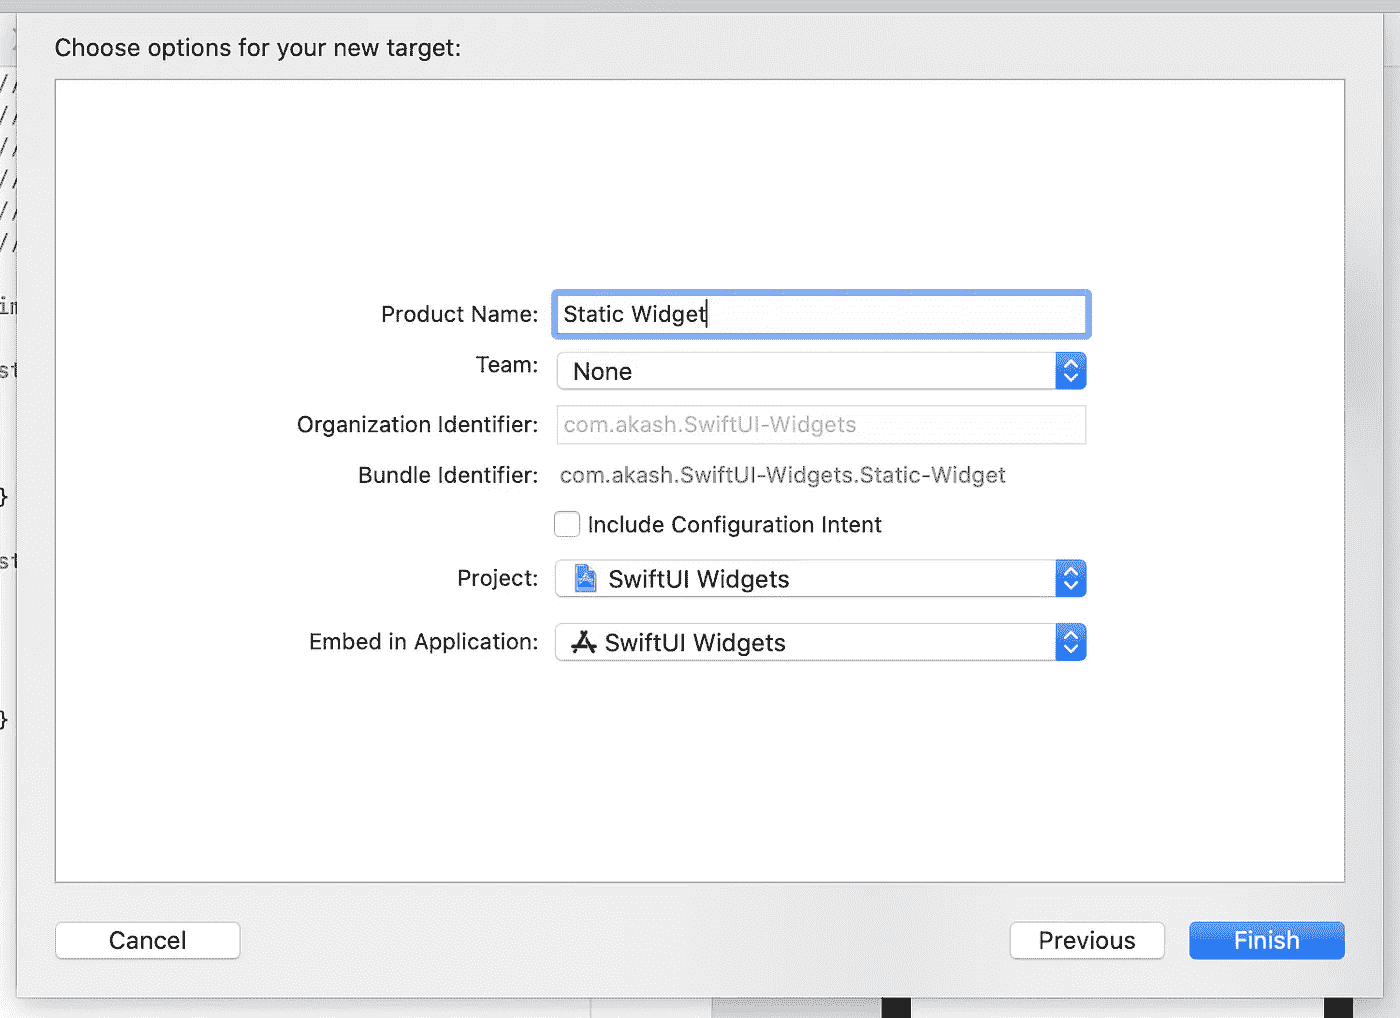 Choose options for your new target:
//
//
//
//
//
//
Product Name: Static Widget
Team: None
Organization Identifier: com.akash.SwiftUI-Widgets
Bundle Identifier: com.akash.SwiftUI-Widgets.Static-Widget
}
Include Configuration Intent
Project: SwiftUI Widgets
Embed in Application: SwiftUI Widgets
}
Cancel Previous Finish